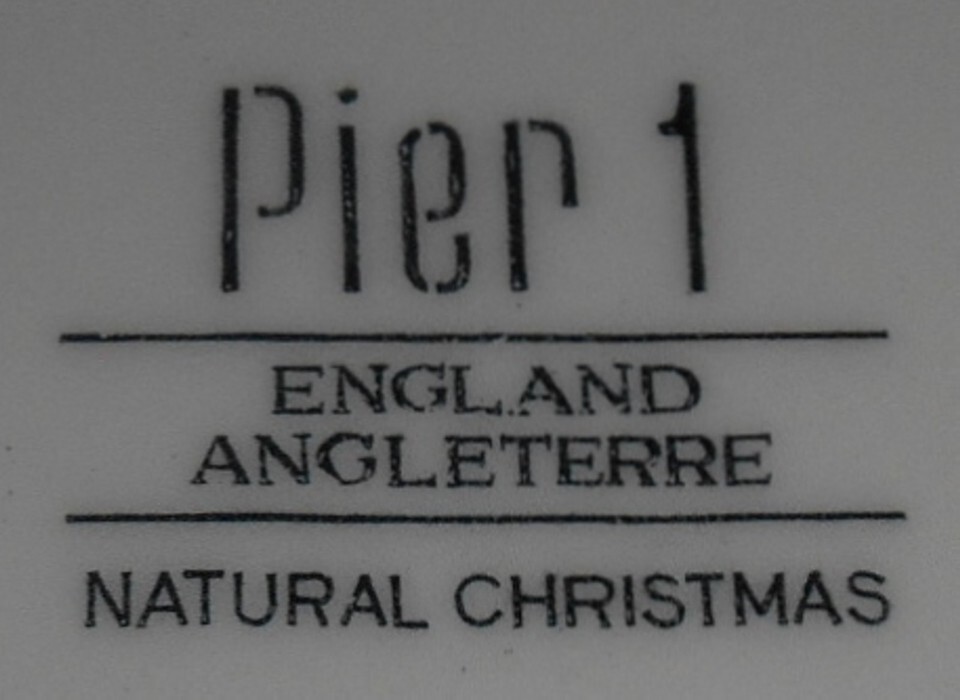 Pier 1
ENGLAND
ANGLETERRE
NATURAL CHRISTMAS